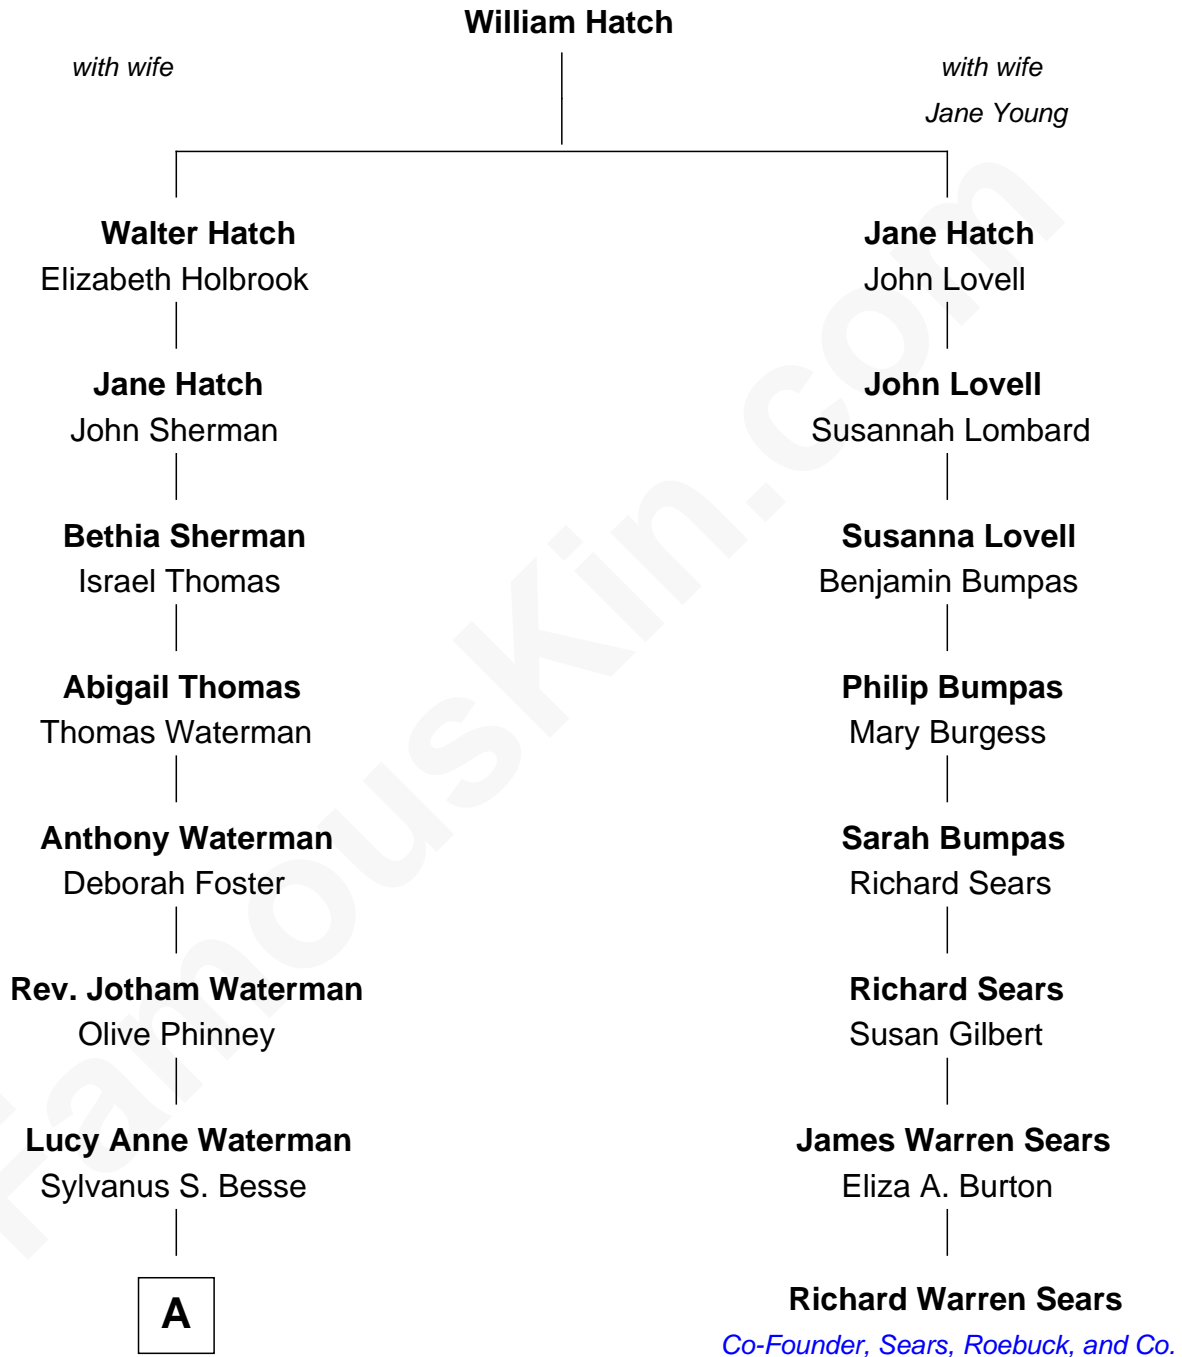 William Hatch
with wife
with wife
Jane Young
Walter Hatch
Elizabeth Holbrook
Jane Hatch
John Sherman
Bethia Sherman
Israel Thomas
Abigail Thomas
Thomas Waterman
Anthony Waterman
Deborah Foster
Rev. Jotham Waterman
Olive Phinney
Lucy Anne Waterman
Sylvanus S. Besse
A
Jane Hatch
John Lovell
John Lovell
Susannah Lombard
Susanna Lovell
Benjamin Bumpas
Philip Bumpas
Mary Burgess
Sarah Bumpas
Richard Sears
Richard Sears
Susan Gilbert
James Warren Sears
Eliza A. Burton
Richard Warren Sears
Co-Founder, Sears, Roebuck, and Co.
FamousKin.com